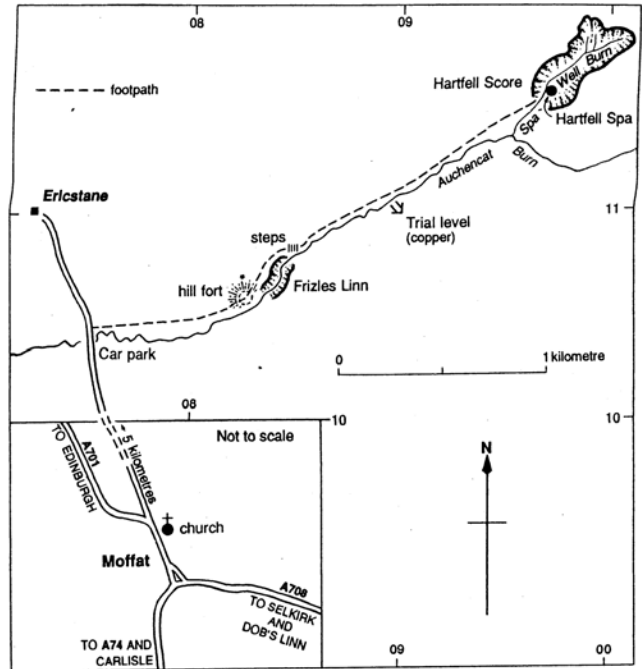 08
09
footpath
Hartfell Score
Well
Burn
Spa
Hartfell Spa
Auchencat
Burn
Ericstane
11
Trial level
(copper)
steps
hill fort
Frizles Linn
Car park
0
1 kilometre
08
10
10
Not to scale
5 kilometres
A701
TO EDINBURGH
N
church
Moffat
A708
TO SELKIRK
AND
DOB'S LINN
TO A74 AND
CARLISLE
09
00